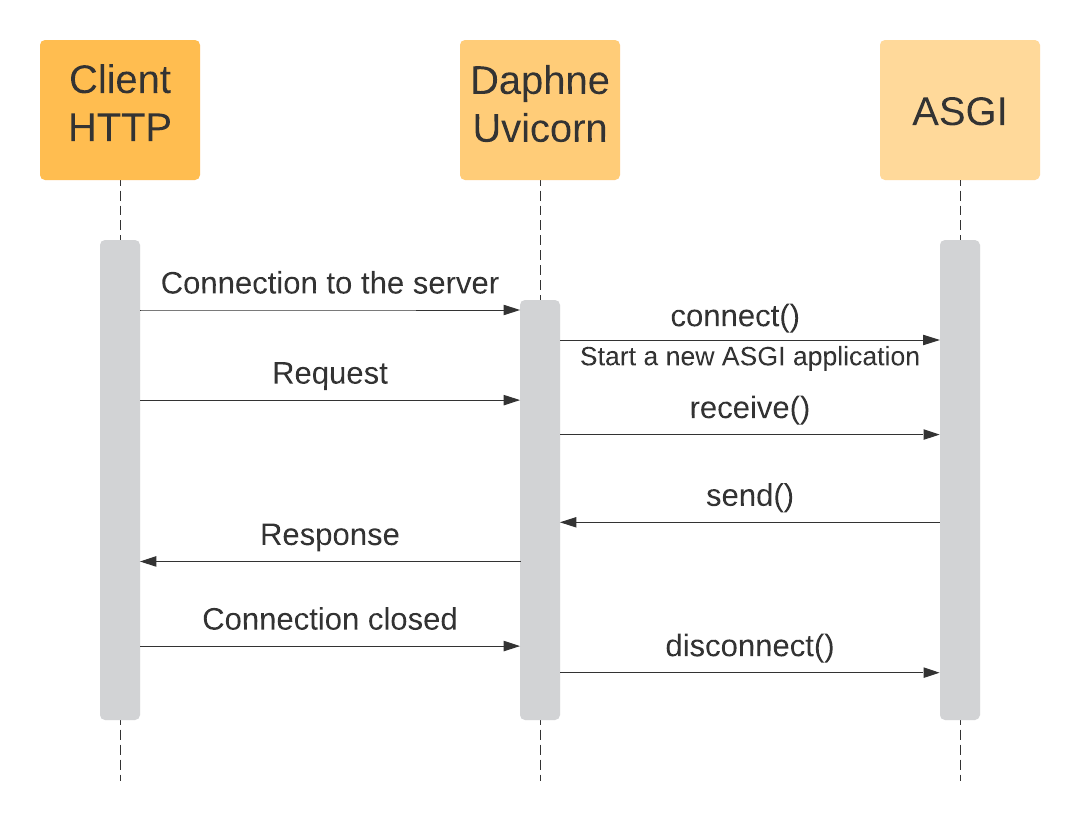 Client
HTTP
Daphne
Uvicorn
ASGI
Connection to the server
connect()
Start a new ASGI application
Request
receive()
send()
Response
Connection closed
disconnect()